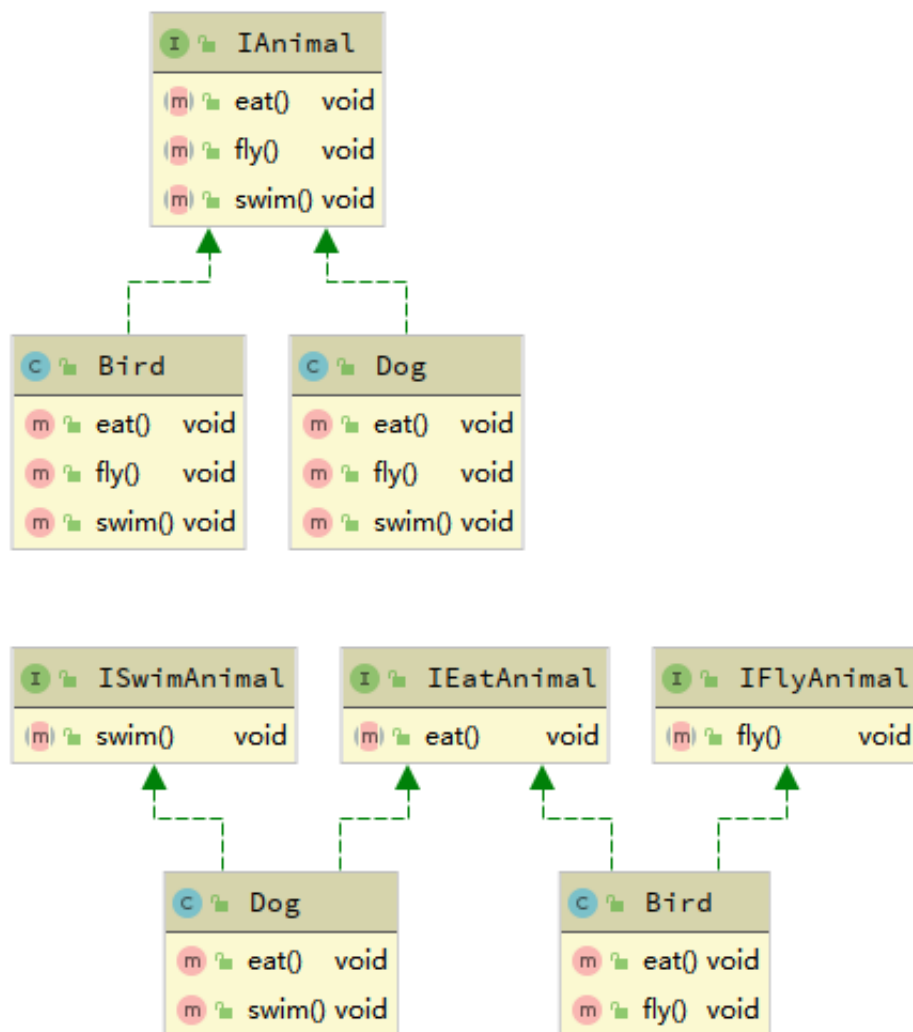 I IAnimal
m eat() void
m fly() void
m swim() void
C Bird
m eat() void
m fly() void
m swim() void
C Dog
m eat() void
m fly() void
m swim() void
I ISwimAnimal
m swim() void
I IEatAnimal
m eat() void
I IFlyAnimal
m fly() void
C Dog
m eat() void
m swim() void
C Bird
m eat() void
m fly() void